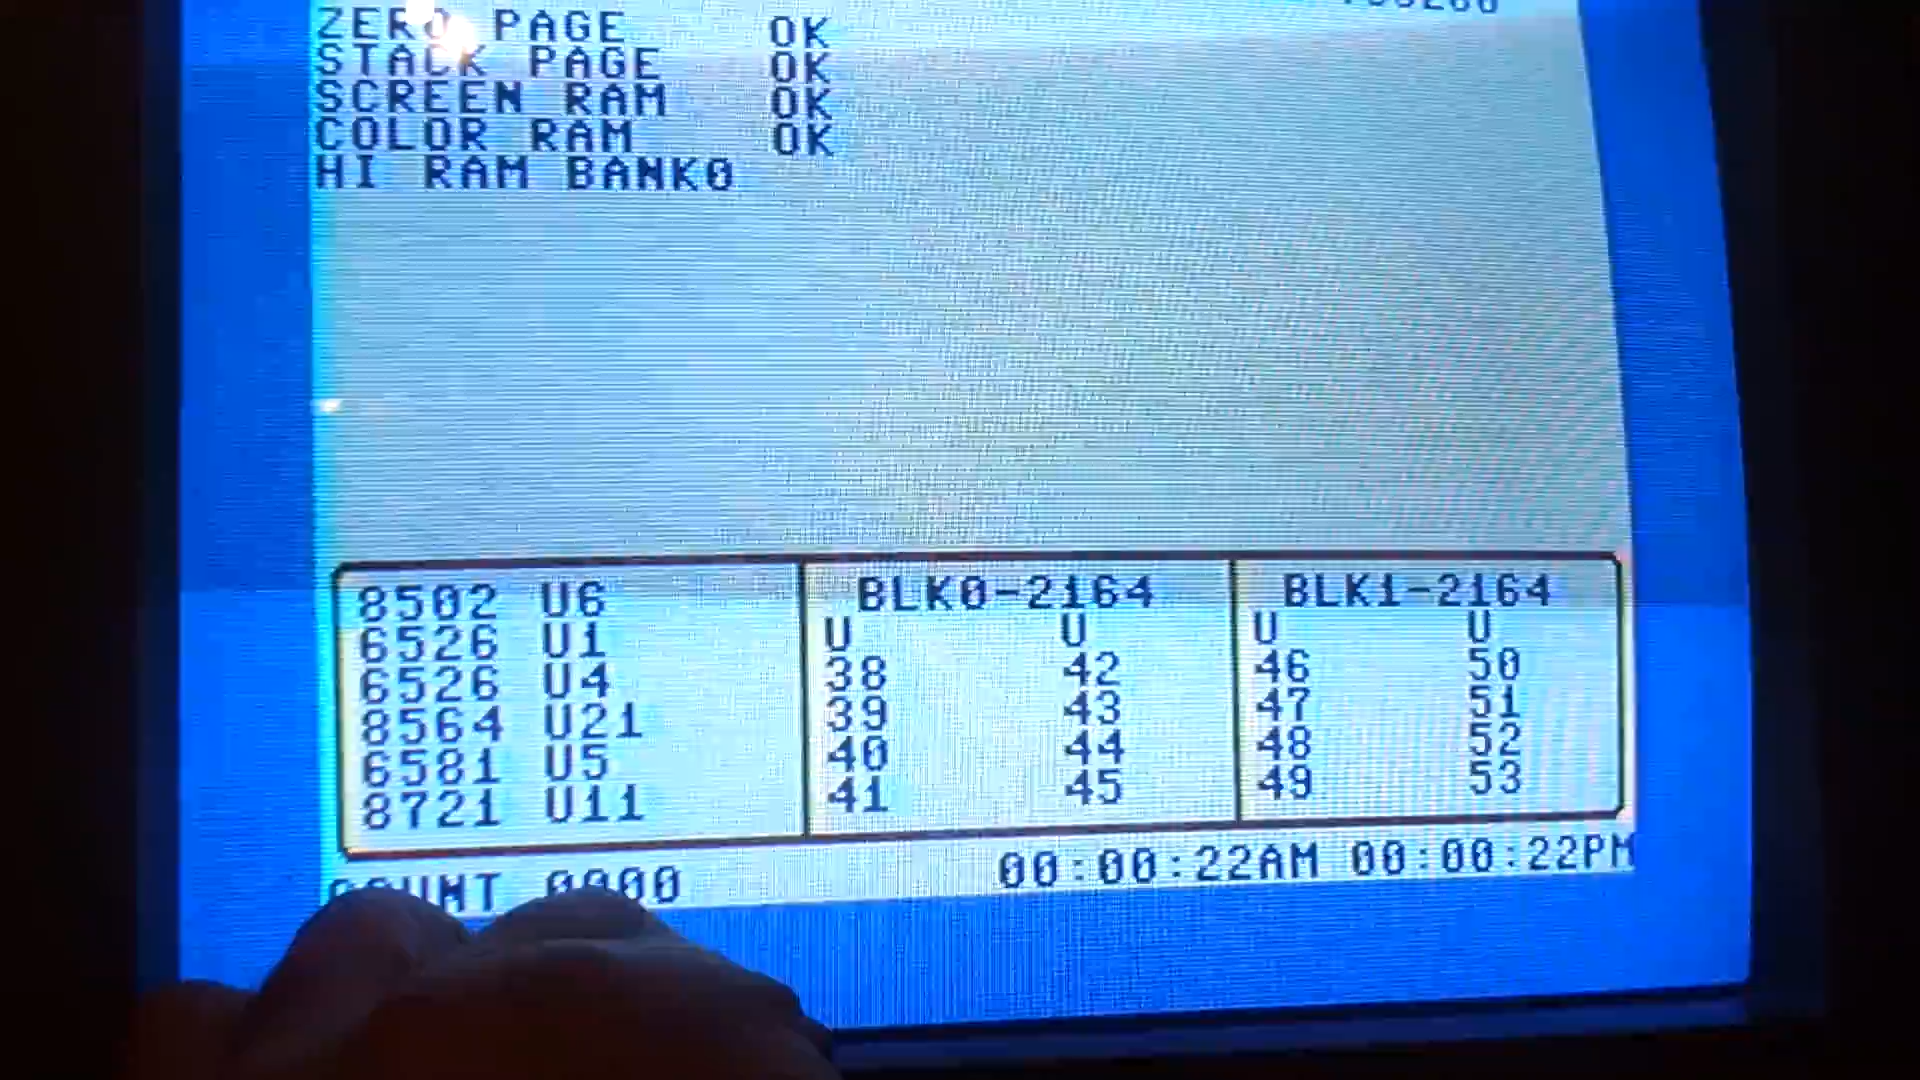 ZERO PAGE OK
STACK PAGE OK
SCREEN RAM OK
COLOR RAM OK
HI RAM BANK0
8502 U6
6526 U1
6526 U4
8564 U21
6581 U5
8721 U11
BLK0-2164
U U
38 42
39 43
40 44
41 45
BLK1-2164
U U
46 50
47 51
48 52
49 53
COUNT 0000 00:00:22AM 00:00:22PM